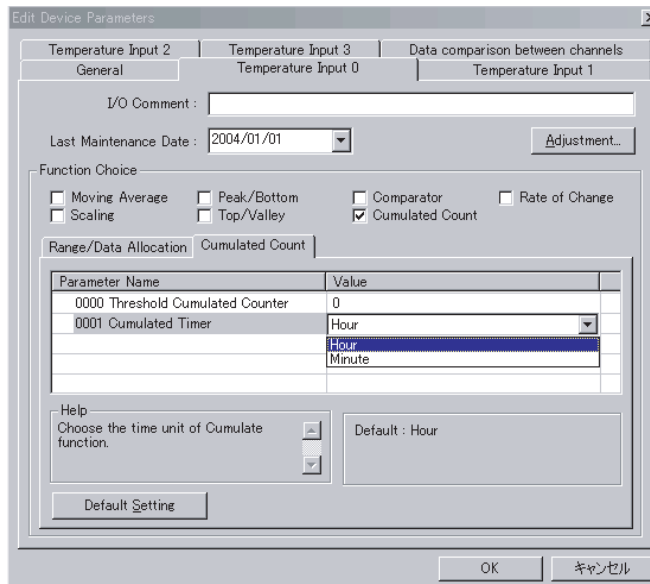 Edit Device Parameters
Temperature Input 2 Temperature Input 3 Data comparison between channels
General Temperature Input 0 Temperature Input 1
I/O Comment :
Last Maintenance Date : 2004/01/01 Adjustment...
Function Choice
Moving Average Peak/Bottom Comparator Rate of Change
Scaling Top/Valley Cumulated Count
Range/Data Allocation Cumulated Count
Parameter Name Value
0000 Threshold Cumulated Counter 0
0001 Cumulated Timer Hour
Hour
Minute
Help
Choose the time unit of Cumulate
function.
Default : Hour
Default Setting
OK キャンセル